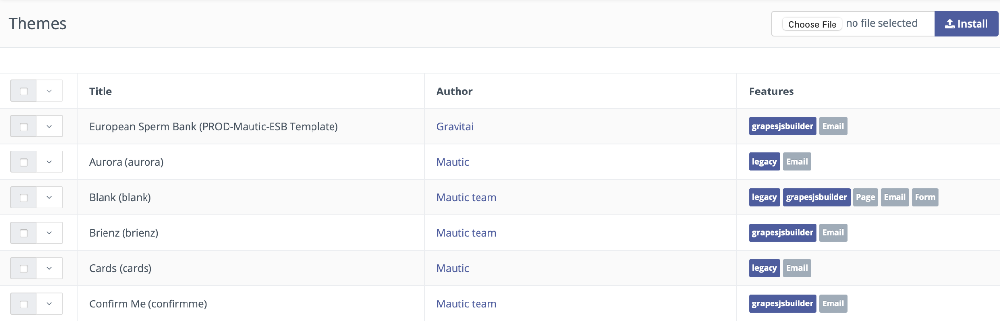 Themes
Choose File no file selected Install
Title Author Features
European Sperm Bank (PROD-Mautic-ESB Template) Gravitai grapesjsbuilder Email
Aurora (aurora) Mautic legacy Email
Blank (blank) Mautic team legacy grapesjsbuilder Page Email Form
Brienz (brienz) Mautic team grapesjsbuilder Email
Cards (cards) Mautic legacy Email
Confirm Me (confirmme) Mautic team grapesjsbuilder Email